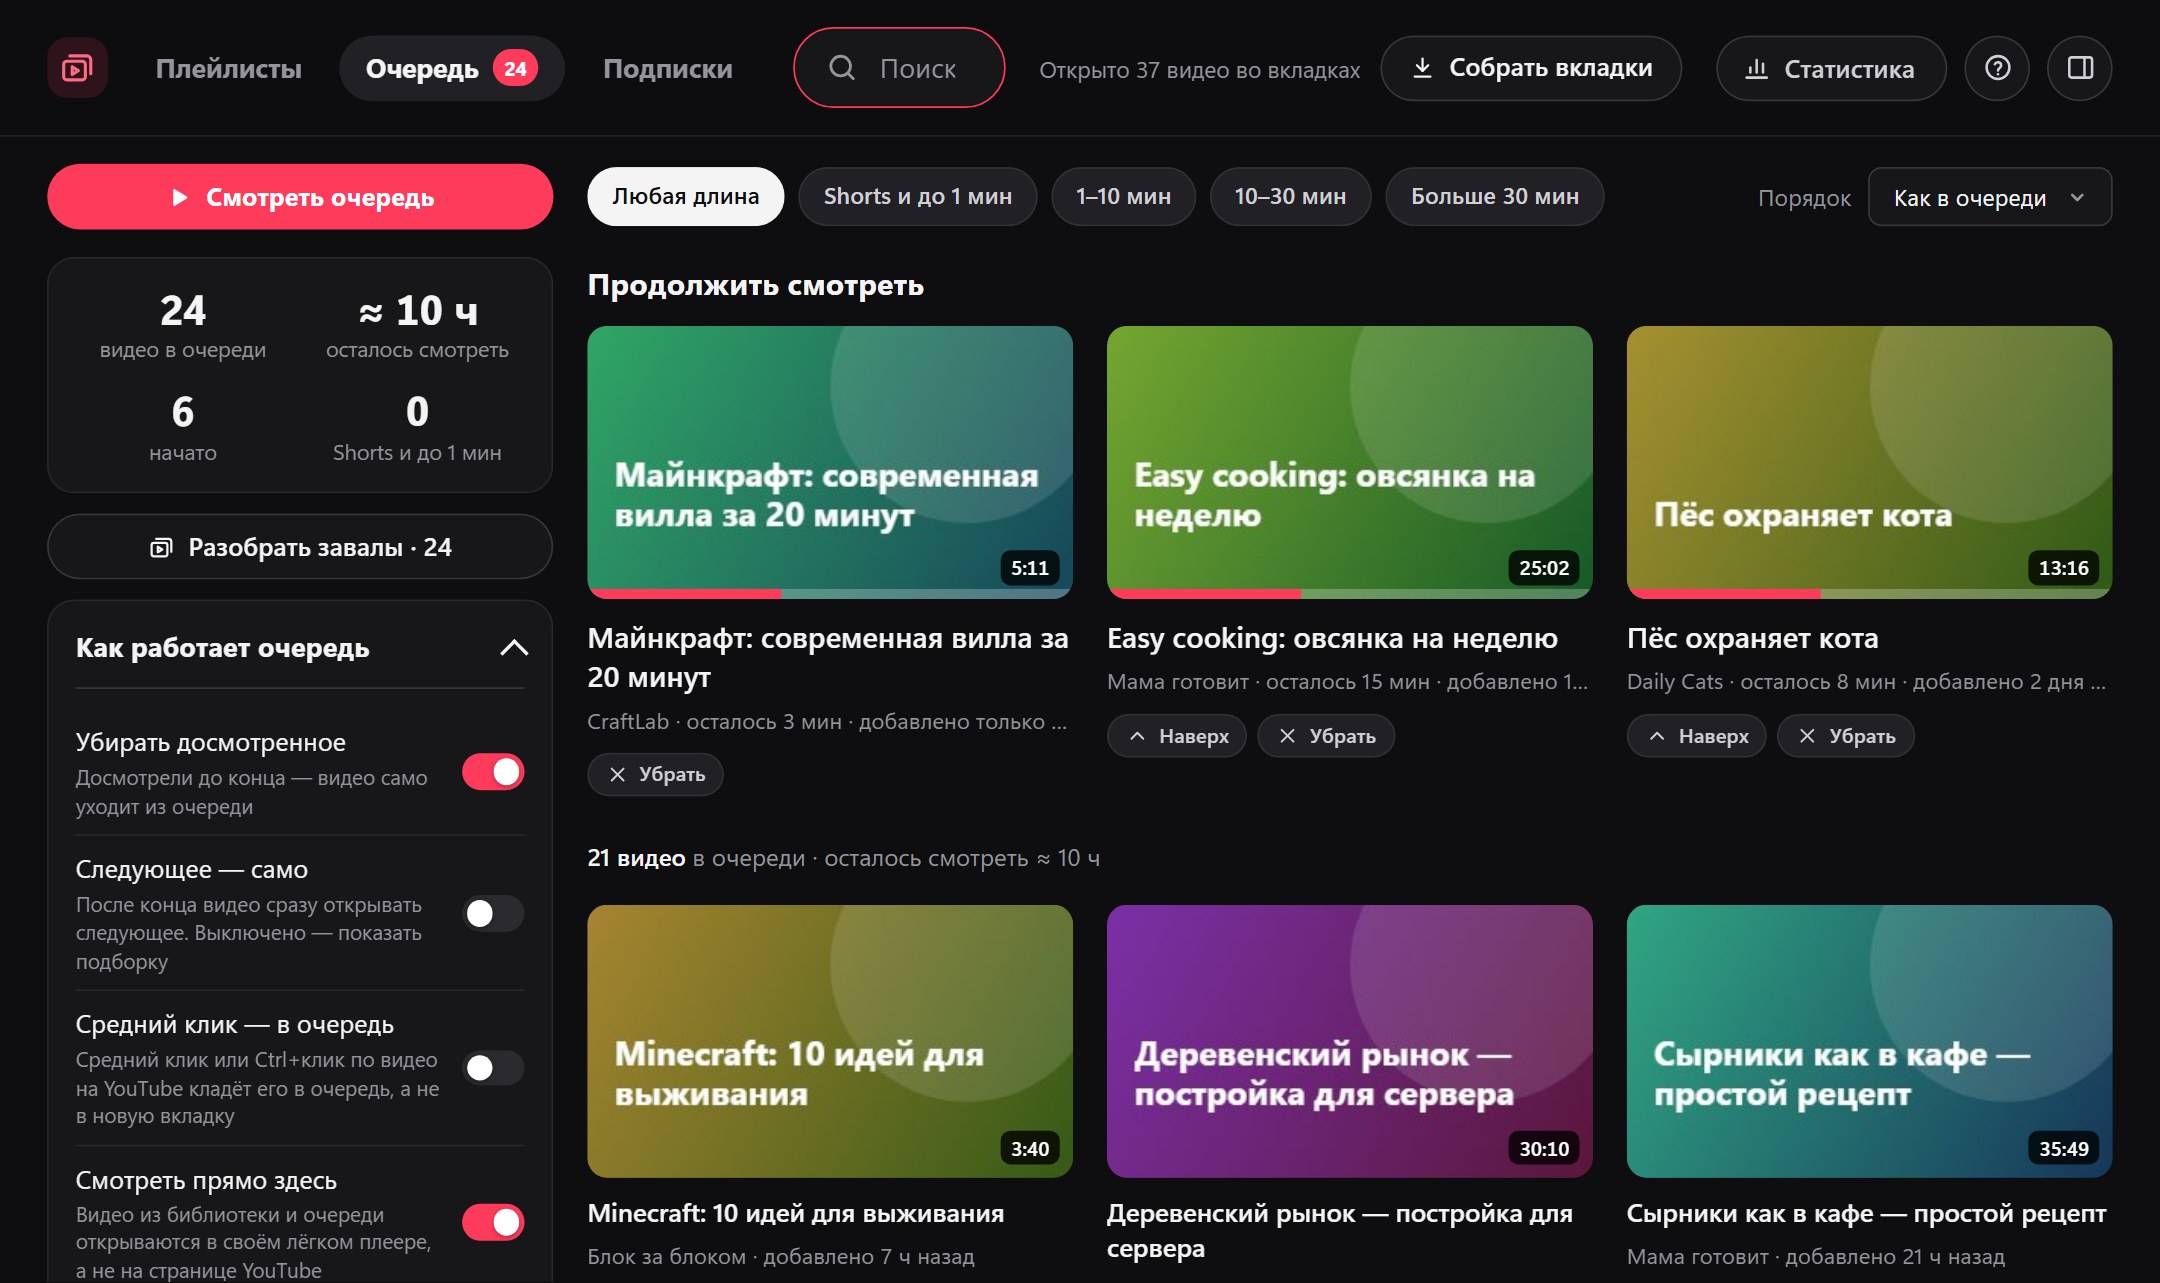 Плейлисты
Очередь 24
Подписки
Поиск
Открыто 37 видео во вкладках
Собрать вкладки
Статистика
Смотреть очередь
24
видео в очереди
≈ 10 ч
осталось смотреть
6
начато
0
Shorts и до 1 мин
Разобрать завалы · 24
Как работает очередь
Убирать досмотренное
Досмотрели до конца — видео само
уходит из очереди
Следующее — само
После конца видео сразу открывать
следующее. Выключено — показать
подборку
Средний клик — в очередь
Средний клик или Ctrl+клик по видео
на YouTube кладёт его в очередь, а не
в новую вкладку
Смотреть прямо здесь
Видео из библиотеки и очереди
открываются в своём лёгком плеере,
а не на странице YouTube
Любая длина
Shorts и до 1 мин
1–10 мин
10–30 мин
Больше 30 мин
Порядок
Как в очереди
Продолжить смотреть
Майнкрафт: современная
вилла за 20 минут
5:11
Майнкрафт: современная вилла за
20 минут
CraftLab · осталось 3 мин · добавлено только ...
Убрать
Easy cooking: овсянка на
неделю
25:02
Easy cooking: овсянка на неделю
Мама готовит · осталось 15 мин · добавлено 1...
Наверх
Убрать
Пёс охраняет кота
13:16
Пёс охраняет кота
Daily Cats · осталось 8 мин · добавлено 2 дня ...
Наверх
Убрать
21 видео в очереди · осталось смотреть ≈ 10 ч
Minecraft: 10 идей для
выживания
3:40
Minecraft: 10 идей для выживания
Блок за блоком · добавлено 7 ч назад
Деревенский рынок —
постройка для сервера
30:10
Деревенский рынок — постройка для
сервера
Сырники как в кафе —
простой рецепт
35:49
Сырники как в кафе — простой рецепт
Мама готовит · добавлено 21 ч назад